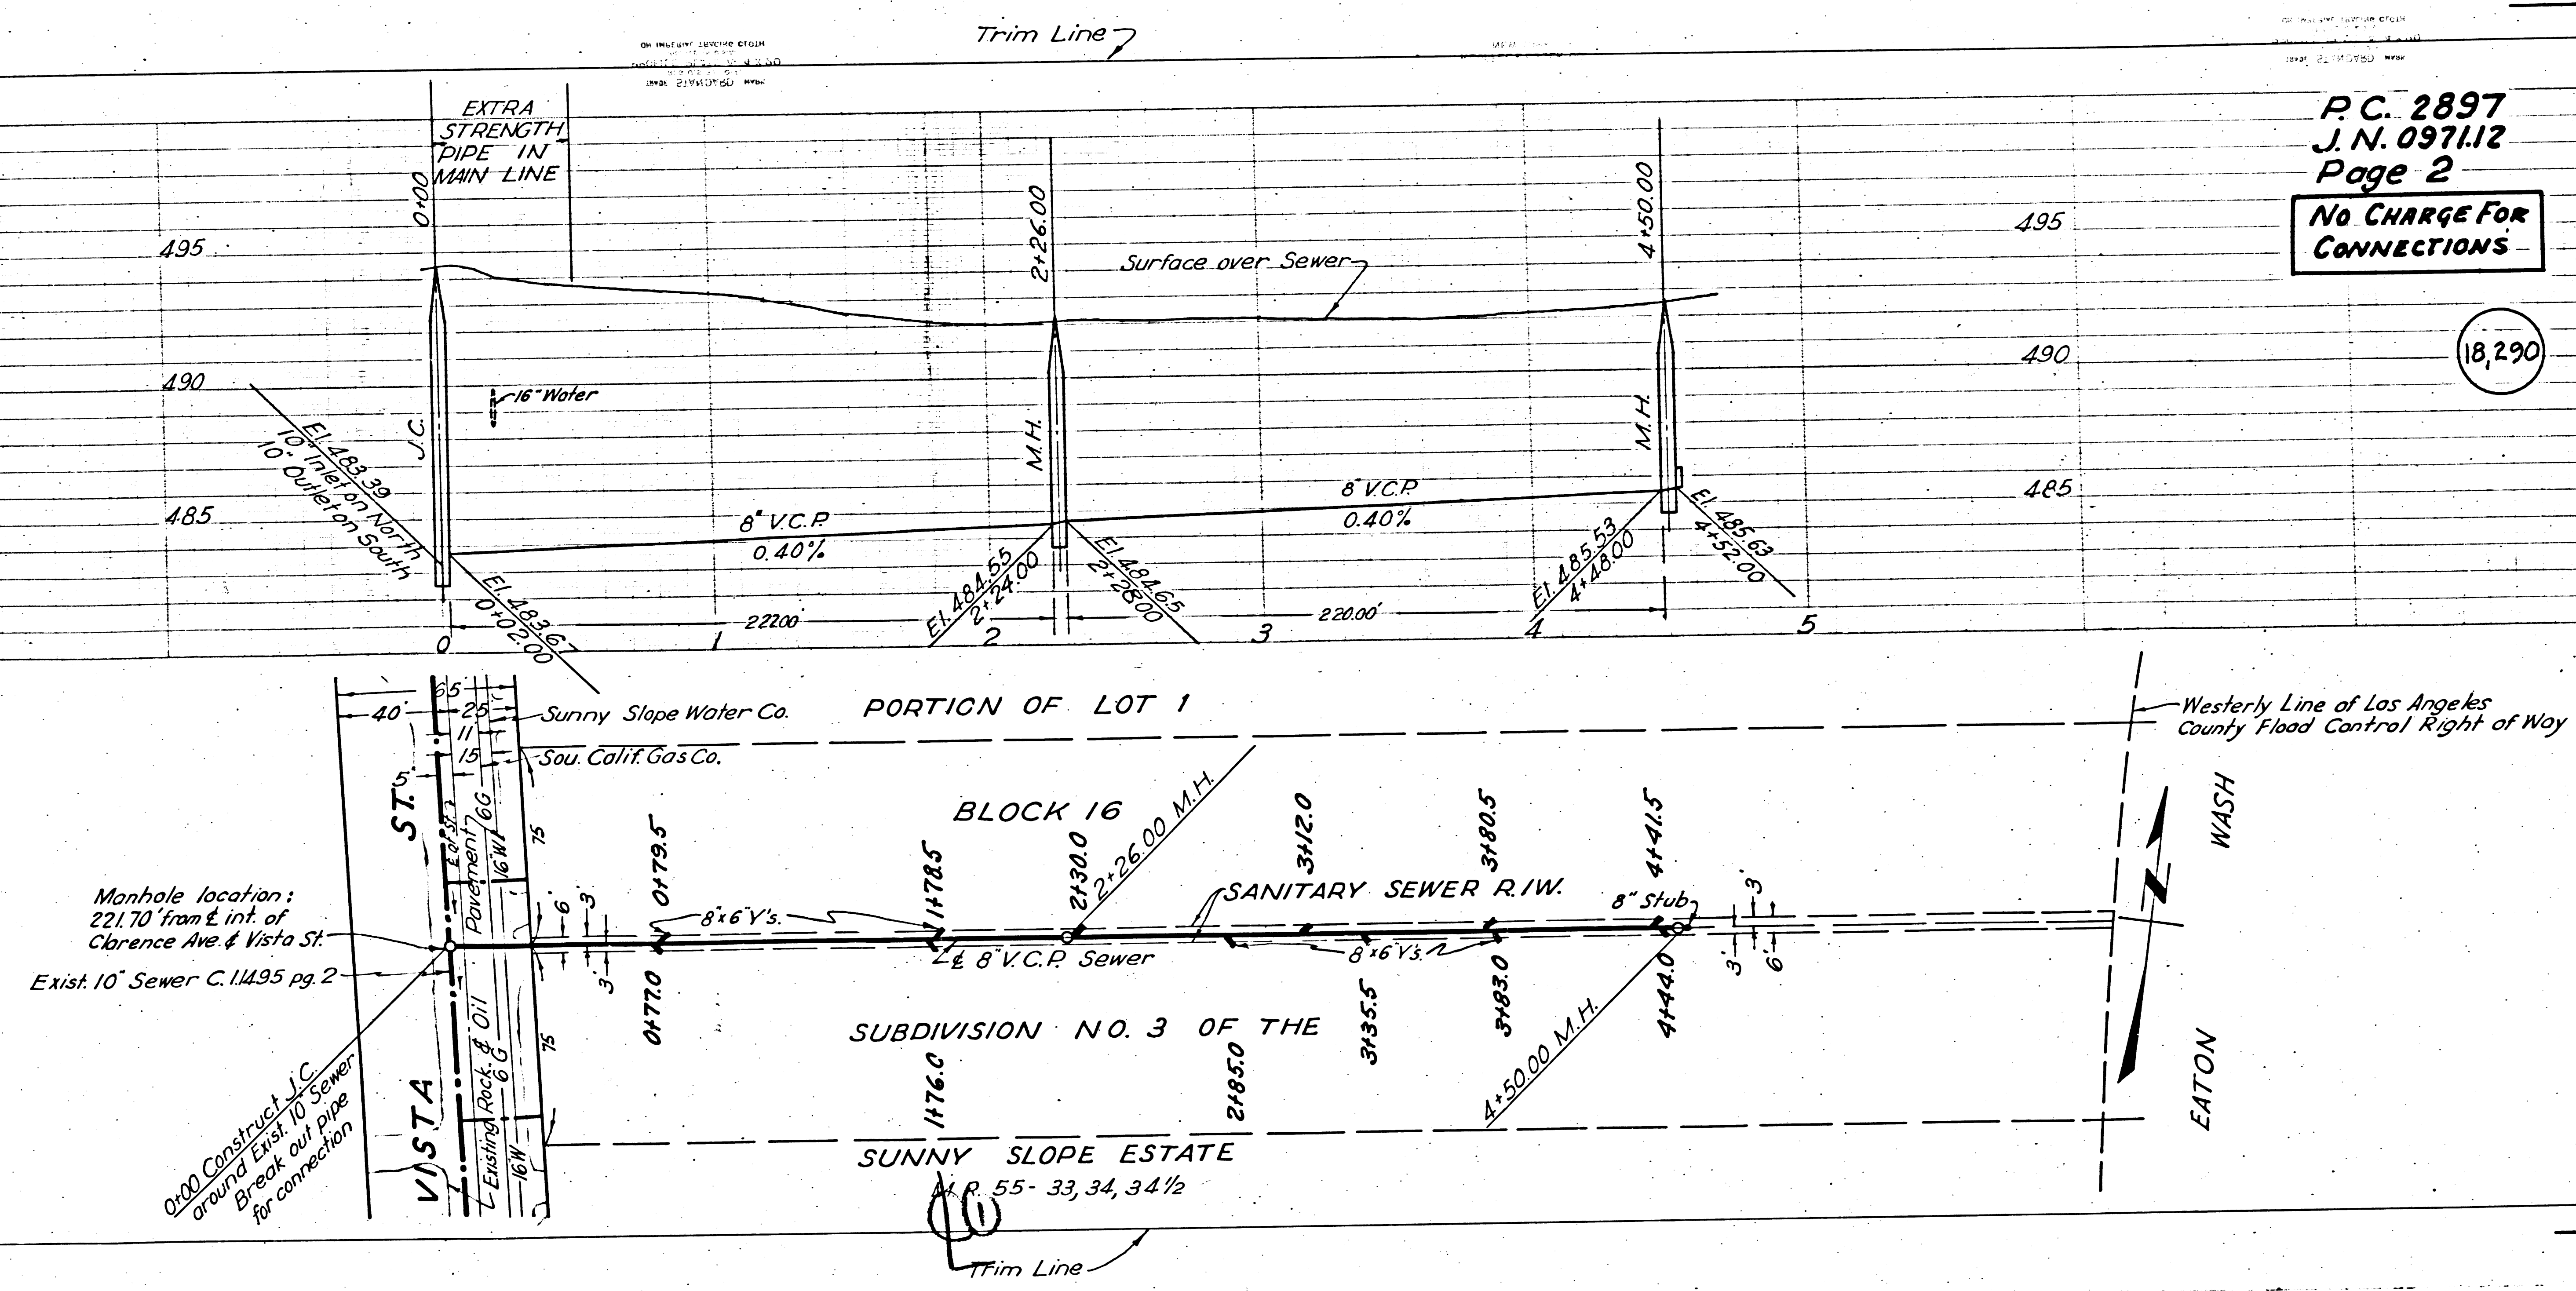 Trim Line
EXTRA
STRENGTH
PIPE IN
MAIN LINE
0+00
2+26.00
4+50.00
P.C. 2897
J.N. 0971.12
Page 2
NO CHARGE FOR
CONNECTIONS
18,290
495
495
Surface over Sewer
490
490
16" Water
J.C.
M.H.
M.H.
El. 483.39
10" Inlet on North
10" Outlet on South
485
485
8" V.C.P.
0.40%
8" V.C.P.
0.40%
El. 483.67
0+02.00
El. 484.55
2+24.00
El. 484.65
2+28.00
El. 485.53
4+48.00
El. 485.63
4+52.00
222.00'
220.00'
0
1
2
3
4
5
65'
40'
25'
11'
15'
5'
Sunny Slope Water Co.
Sou. Calif. Gas Co.
PORTION OF LOT 1
Westerly Line of Los Angeles
County Flood Control Right of Way
BLOCK 16
ST.
VISTA
₵ of St.
Pavement
6G
16"W
75
75
Existing Rock & Oil
6 G
16"W
Manhole location:
221.70' from ₵ int. of
Clarence Ave. & Vista St.
Exist. 10" Sewer C.I. 1495 pg. 2
0+00 Construct J.C.
around Exist. 10" Sewer
Break out pipe
for connection
6'
3'
3'
0+79.5
0+77.0
8"x6"Y's.
1+78.5
1+76.0
2+30.0
2+26.00 M.H.
3+12.0
3+80.5
4+41.5
SANITARY SEWER R/W.
8" Stub
₵ 8" V.C.P. Sewer
8"x6"Y's.
2+85.0
3+35.5
3+83.0
4+44.0
4+50.00 M.H.
3'
3'
6'
N
WASH
EATON
SUBDIVISION NO. 3 OF THE
SUNNY SLOPE ESTATE
M.R. 55-33, 34, 34½
1
Trim Line